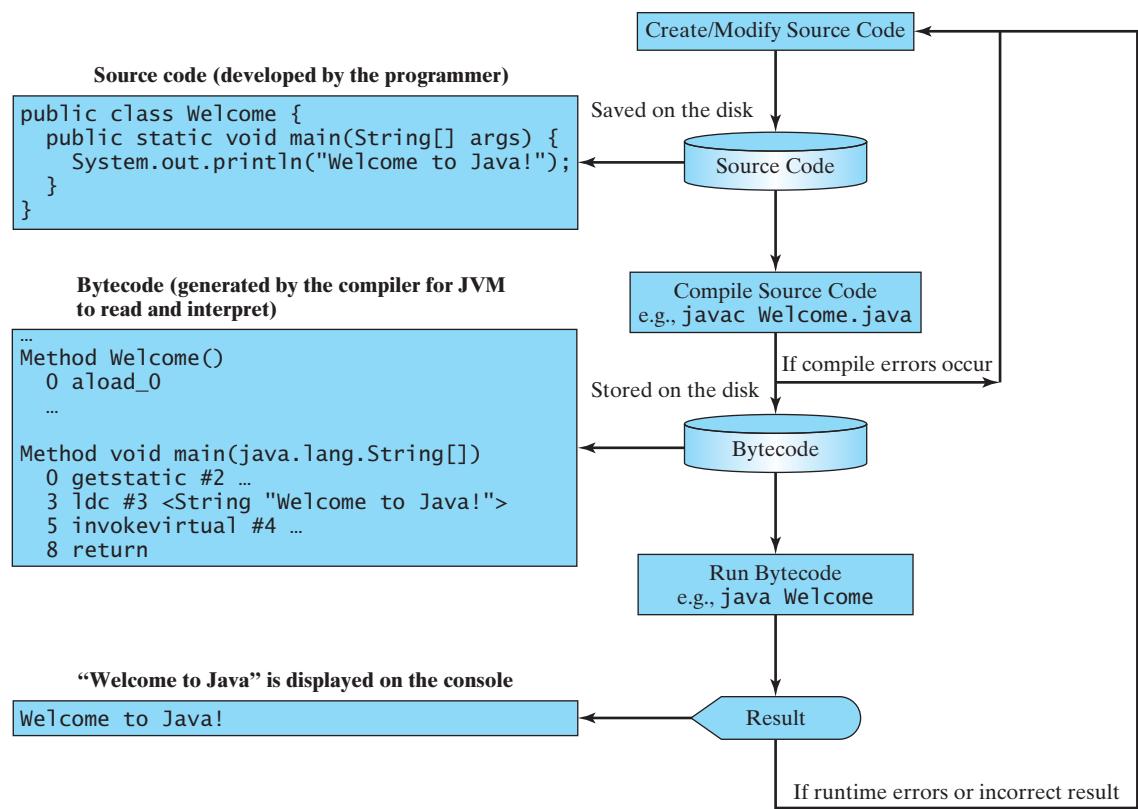 Create/Modify Source Code
Source code (developed by the programmer)
public class Welcome {
  public static void main(String[] args) {
    System.out.println("Welcome to Java!");
  }
}
Saved on the disk
Source Code
Bytecode (generated by the compiler for JVM
to read and interpret)
Compile Source Code
e.g., javac Welcome.java
…
Method Welcome()
  0 aload_0
  …
Method void main(java.lang.String[])
  0 getstatic #2 …
  3 ldc #3 <String "Welcome to Java!">
  5 invokevirtual #4 …
  8 return
If compile errors occur
Stored on the disk
Bytecode
Run Bytecode
e.g., java Welcome
“Welcome to Java” is displayed on the console
Welcome to Java!
Result
If runtime errors or incorrect result